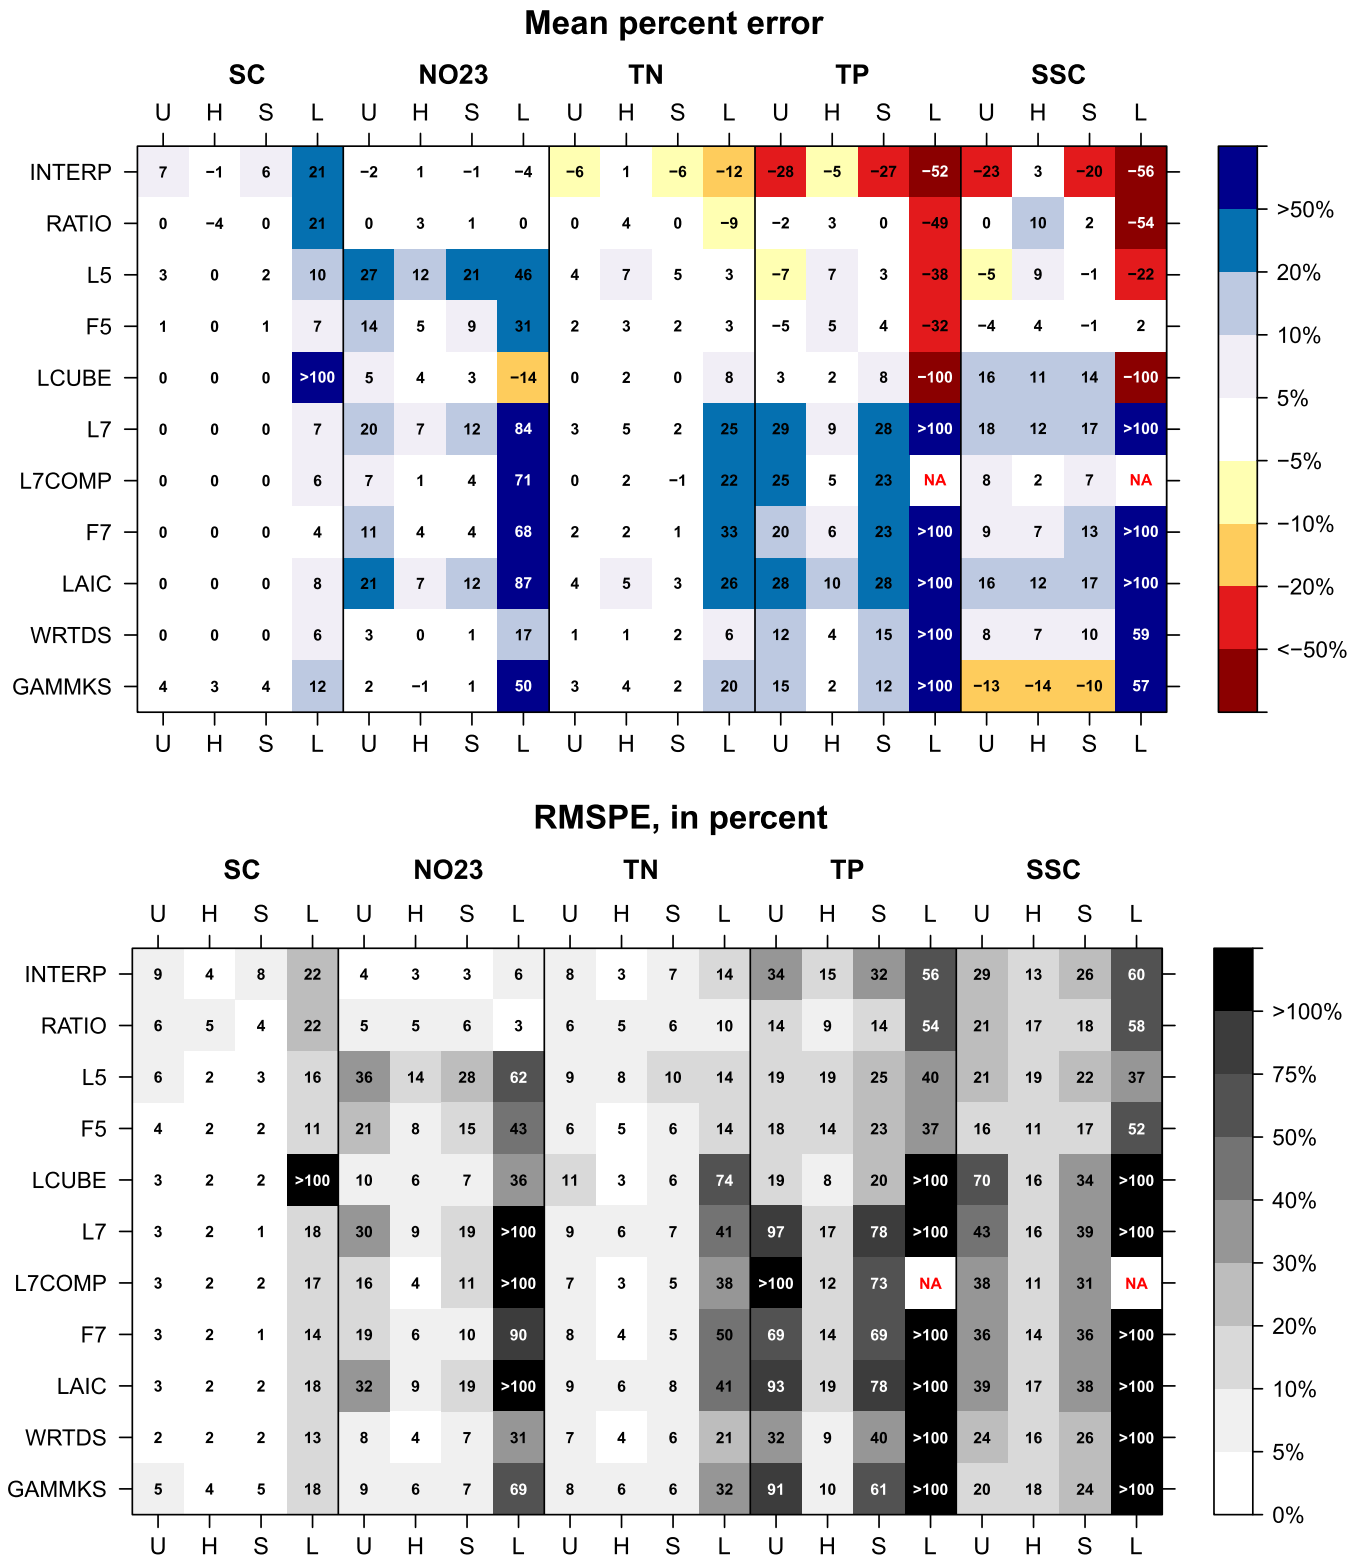 Mean percent error
SC NO23 TN TP SSC
U H S L U H S L U H S L U H S L U H S L
INTERP 7 −1 6 21 −2 1 −1 −4 −6 1 −6 −12 −28 −5 −27 −52 −23 3 −20 −56
>50%
RATIO 0 −4 0 21 0 3 1 0 0 4 0 −9 −2 3 0 −49 0 10 2 −54
20%
L5 3 0 2 10 27 12 21 46 4 7 5 3 −7 7 3 −38 −5 9 −1 −22
10%
F5 1 0 1 7 14 5 9 31 2 3 2 3 −5 5 4 −32 −4 4 −1 2
LCUBE 0 0 0 >100 5 4 3 −14 0 2 0 8 3 2 8 −100 16 11 14 −100
5%
L7 0 0 0 7 20 7 12 84 3 5 2 25 29 9 28 >100 18 12 17 >100
−5%
L7COMP 0 0 0 6 7 1 4 71 0 2 −1 22 25 5 23 NA 8 2 7 NA
−10%
F7 0 0 0 4 11 4 4 68 2 2 1 33 20 6 23 >100 9 7 13 >100
LAIC 0 0 0 8 21 7 12 87 4 5 3 26 28 10 28 >100 16 12 17 >100
−20%
WRTDS 0 0 0 6 3 0 1 17 1 1 2 6 12 4 15 >100 8 7 10 59
<−50%
GAMMKS 4 3 4 12 2 −1 1 50 3 4 2 20 15 2 12 >100 −13 −14 −10 57
U H S L U H S L U H S L U H S L U H S L
RMSPE, in percent
SC NO23 TN TP SSC
U H S L U H S L U H S L U H S L U H S L
INTERP 9 4 8 22 4 3 3 6 8 3 7 14 34 15 32 56 29 13 26 60
>100%
RATIO 6 5 4 22 5 5 6 3 6 5 6 10 14 9 14 54 21 17 18 58
75%
L5 6 2 3 16 36 14 28 62 9 8 10 14 19 19 25 40 21 19 22 37
F5 4 2 2 11 21 8 15 43 6 5 6 14 18 14 23 37 16 11 17 52
50%
LCUBE 3 2 2 >100 10 6 7 36 11 3 6 74 19 8 20 >100 70 16 34 >100
40%
L7 3 2 1 18 30 9 19 >100 9 6 7 41 97 17 78 >100 43 16 39 >100
30%
L7COMP 3 2 2 17 16 4 11 >100 7 3 5 38 >100 12 73 NA 38 11 31 NA
20%
F7 3 2 1 14 19 6 10 90 8 4 5 50 69 14 69 >100 36 14 36 >100
LAIC 3 2 2 18 32 9 19 >100 9 6 8 41 93 19 78 >100 39 17 38 >100
10%
WRTDS 2 2 2 13 8 4 7 31 7 4 6 21 32 9 40 >100 24 16 26 >100
5%
GAMMKS 5 4 5 18 9 6 7 69 8 6 6 32 91 10 61 >100 20 18 24 >100
0%
U H S L U H S L U H S L U H S L U H S L